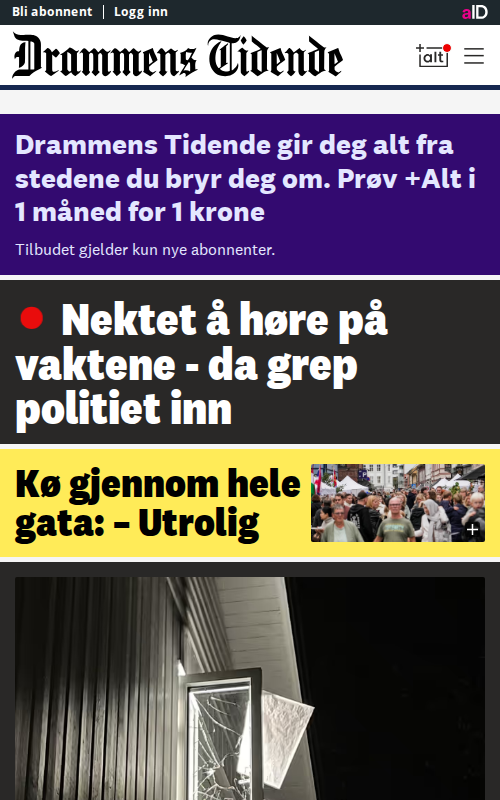 Bli abonnent | Logg inn
aID
Drammens Tidende
+alt
Drammens Tidende gir deg alt fra
stedene du bryr deg om. Prøv +Alt i
1 måned for 1 krone
Tilbudet gjelder kun nye abonnenter.
Nektet å høre på
vaktene - da grep
politiet inn
Kø gjennom hele
gata: – Utrolig
+